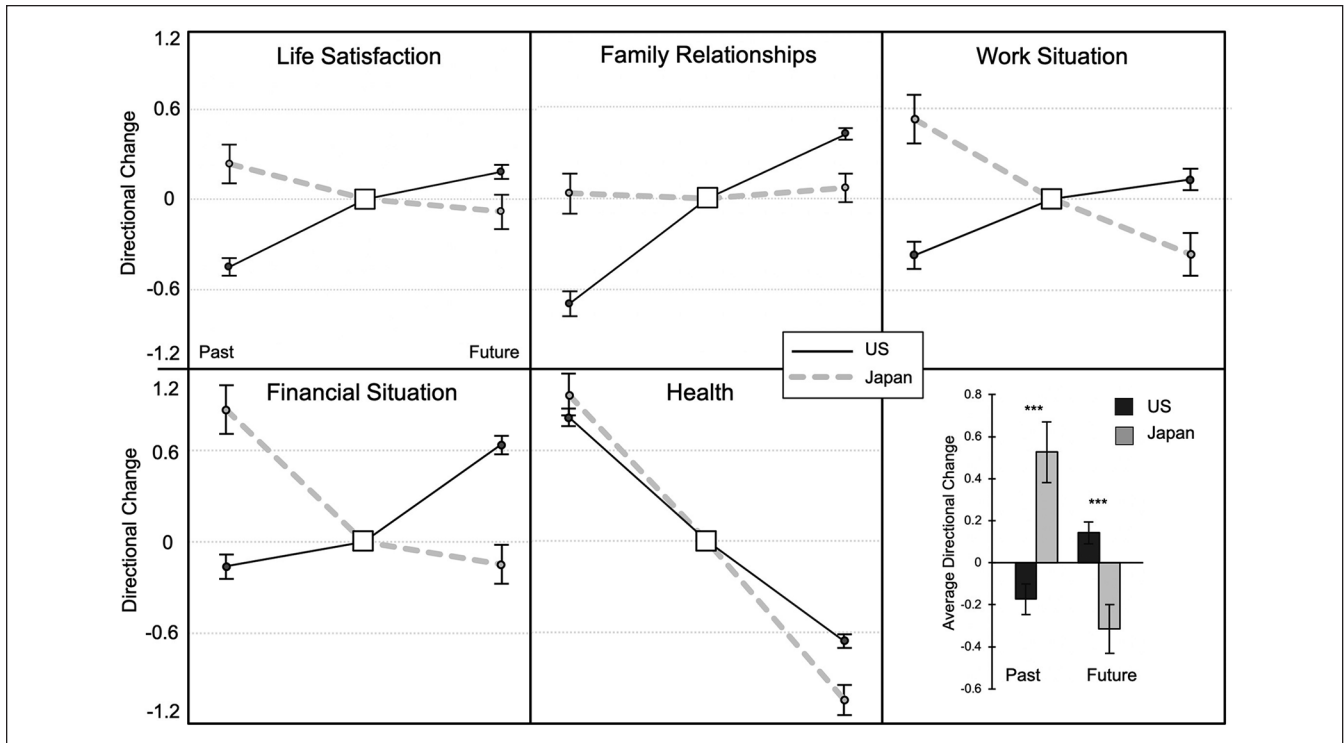 1.2
Life Satisfaction
Family Relationships
Work Situation
0.6
Directional Change
0
-0.6
-1.2
Past
Future
US
Japan
1.2
Financial Situation
Health
0.6
Directional Change
0
-0.6
-1.2
0.8
***
US
Japan
0.6
0.4
***
0.2
Average Directional Change
0
-0.2
-0.4
Past
Future
-0.6